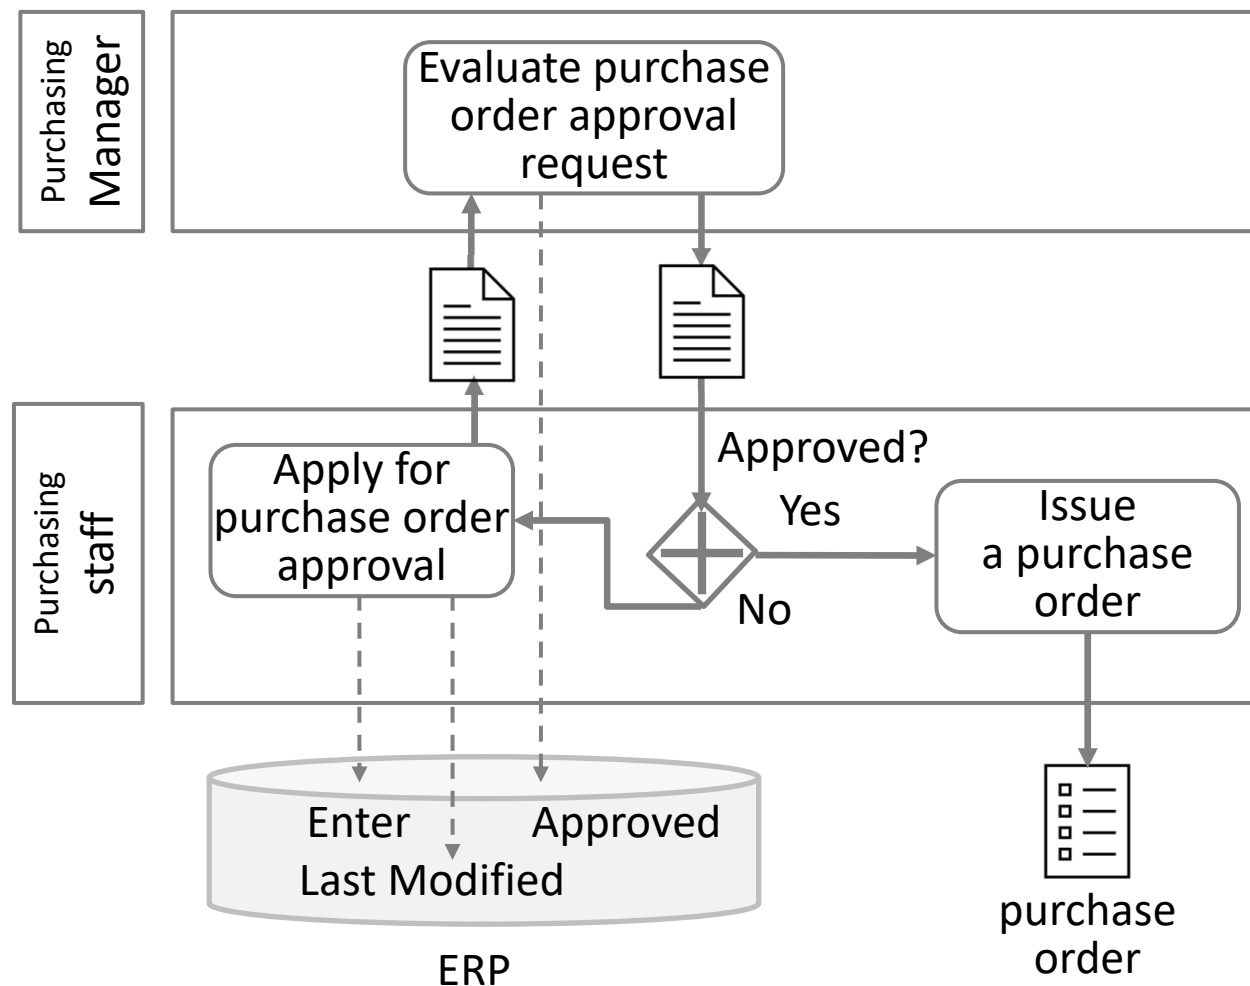 Purchasing
Manager
Evaluate purchase
order approval
request
Purchasing
staff
Apply for
purchase order
approval
Approved?
Yes
No
Issue
a purchase
order
Enter
Approved
Last Modified
ERP
purchase
order